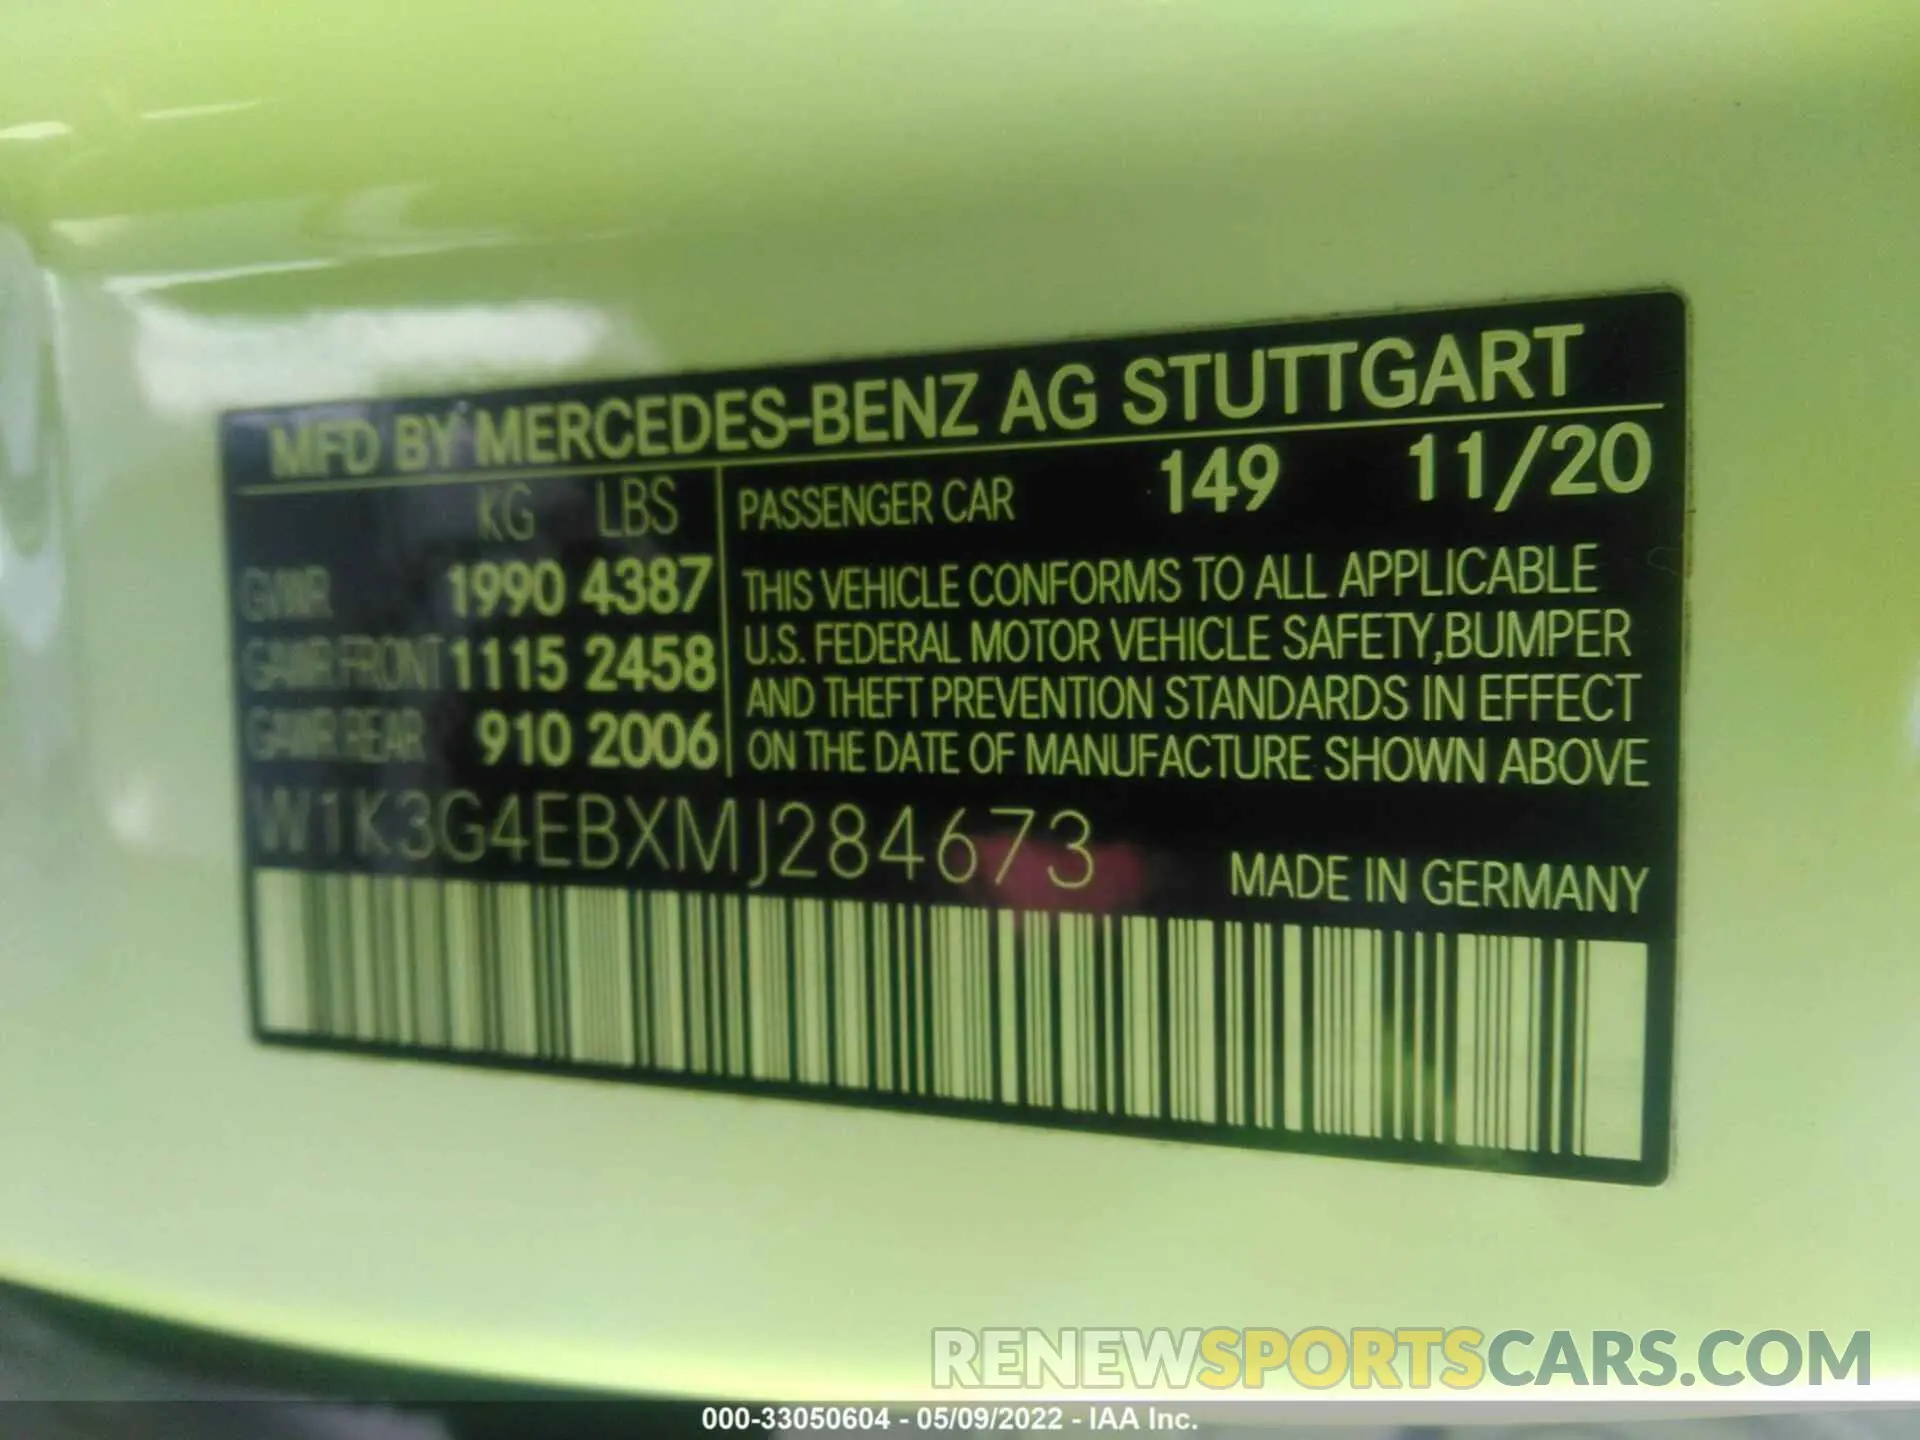 MFD BY MERCEDES-BENZ AG STUTTGART
KG LBS
GVWR 1990 4387
GAWR FRONT 1115 2458
GAWR REAR 910 2006
PASSENGER CAR 149 11/20
THIS VEHICLE CONFORMS TO ALL APPLICABLE
U.S. FEDERAL MOTOR VEHICLE SAFETY,BUMPER
AND THEFT PREVENTION STANDARDS IN EFFECT
ON THE DATE OF MANUFACTURE SHOWN ABOVE
W1K3G4EBXMJ284673
MADE IN GERMANY
RENEWSPORTSCARS.COM
000-33050604 - 05/09/2022 - IAA Inc.